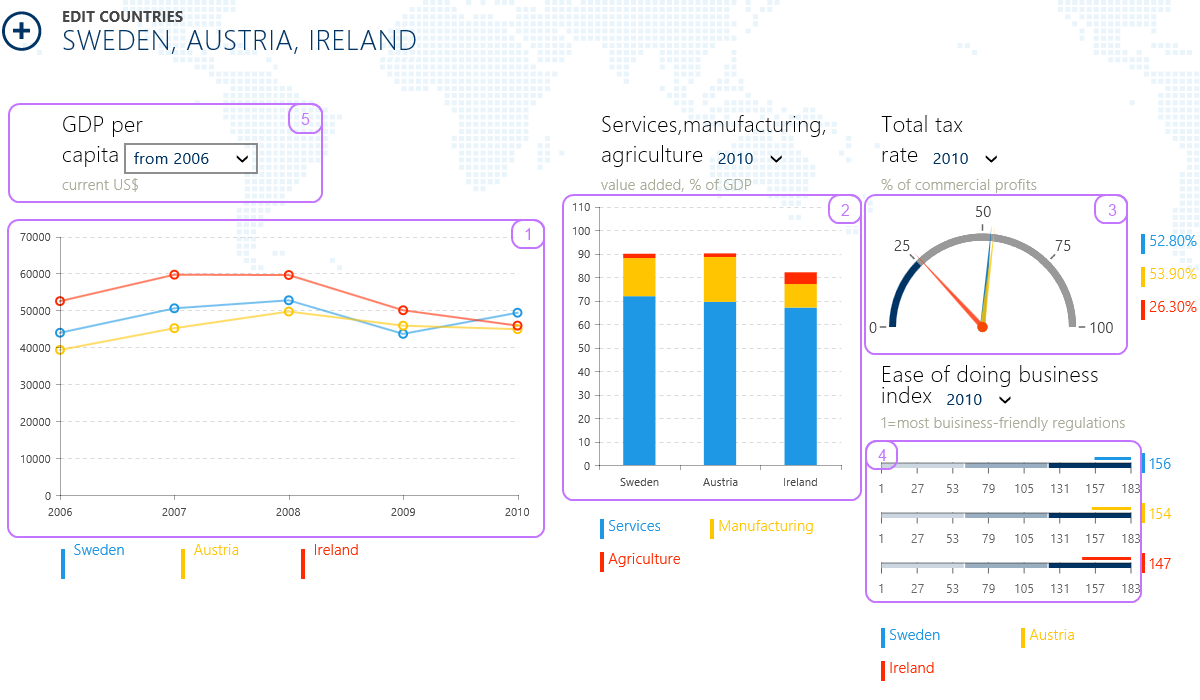 EDIT COUNTRIES
SWEDEN, AUSTRIA, IRELAND
GDP per
capita from 2006
current US$
5
1
70000
60000
50000
40000
30000
20000
10000
0
2006 2007 2008 2009 2010
Sweden Austria Ireland
Services,manufacturing,
agriculture 2010
value added, % of GDP
2
110
100
90
80
70
60
50
40
30
20
10
0
Sweden Austria Ireland
Services Manufacturing
Agriculture
Total tax
rate 2010
% of commercial profits
3
0 25 50 75 100
52.80%
53.90%
26.30%
Ease of doing business
index 2010
1=most buisiness-friendly regulations
4
156
1 27 53 79 105 131 157 183
154
1 27 53 79 105 131 157 183
147
1 27 53 79 105 131 157 183
Sweden Austria
Ireland